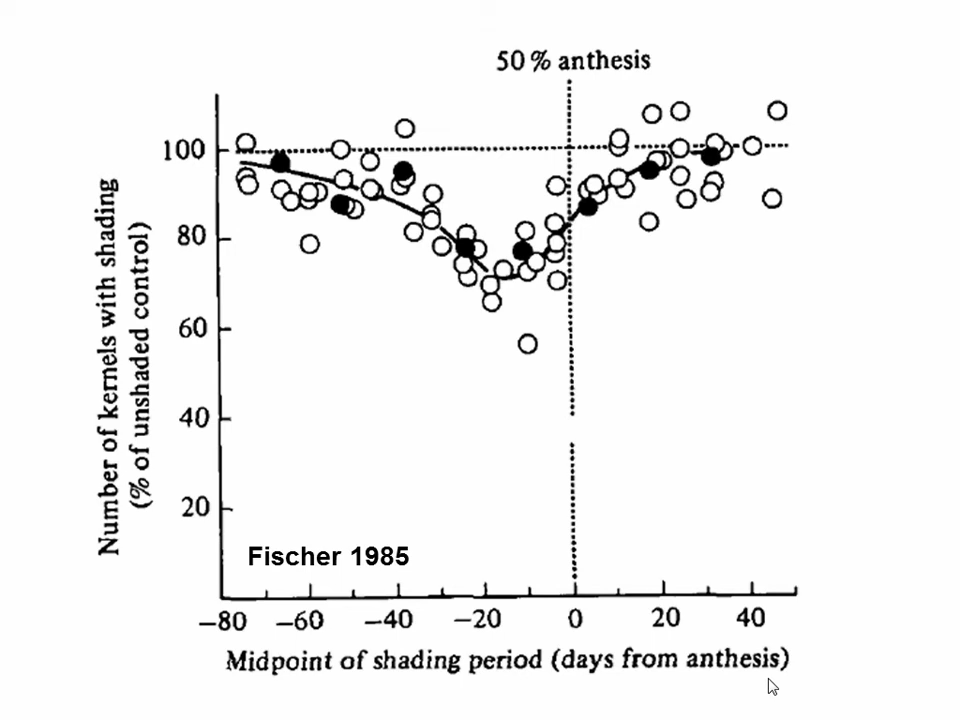 50 % anthesis
100
80
60
40
20
Number of kernels with shading
(% of unshaded control)
Fischer 1985
−80 −60 −40 −20 0 20 40
Midpoint of shading period (days from anthesis)